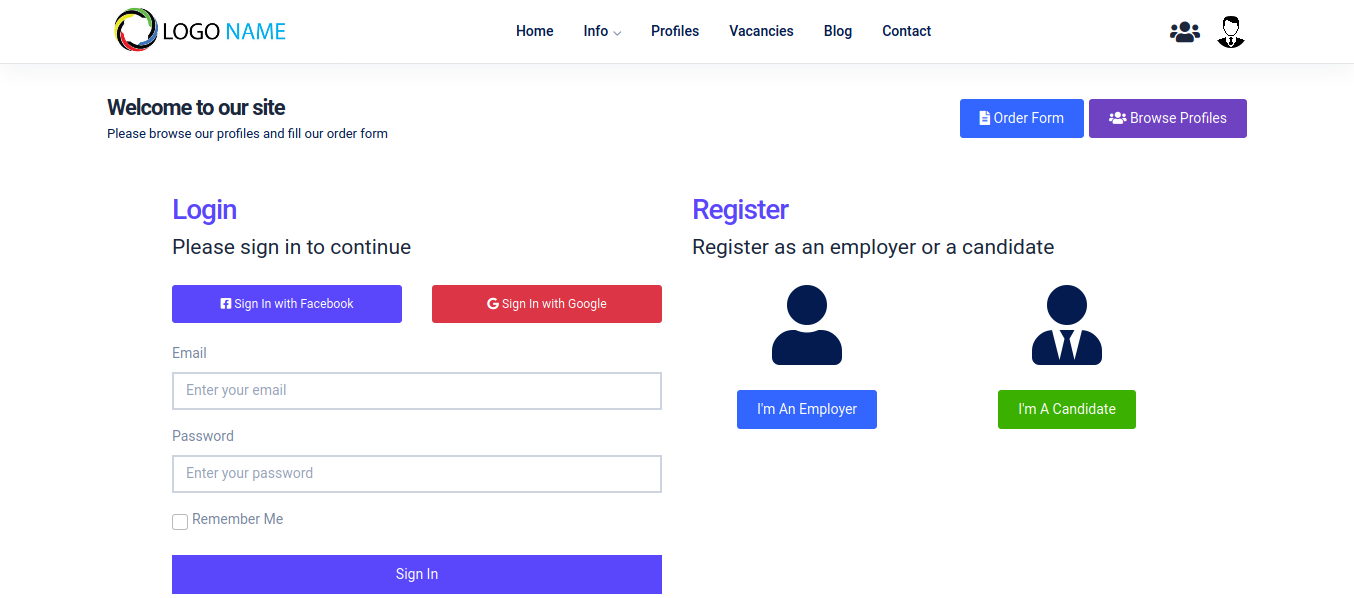 LOGO NAME
Home Info Profiles Vacancies Blog Contact
Welcome to our site
Please browse our profiles and fill our order form
Order Form Browse Profiles
Login
Please sign in to continue
Sign In with Facebook Sign In with Google
Email
Enter your email
Password
Enter your password
Remember Me
Sign In
Register
Register as an employer or a candidate
I'm An Employer I'm A Candidate